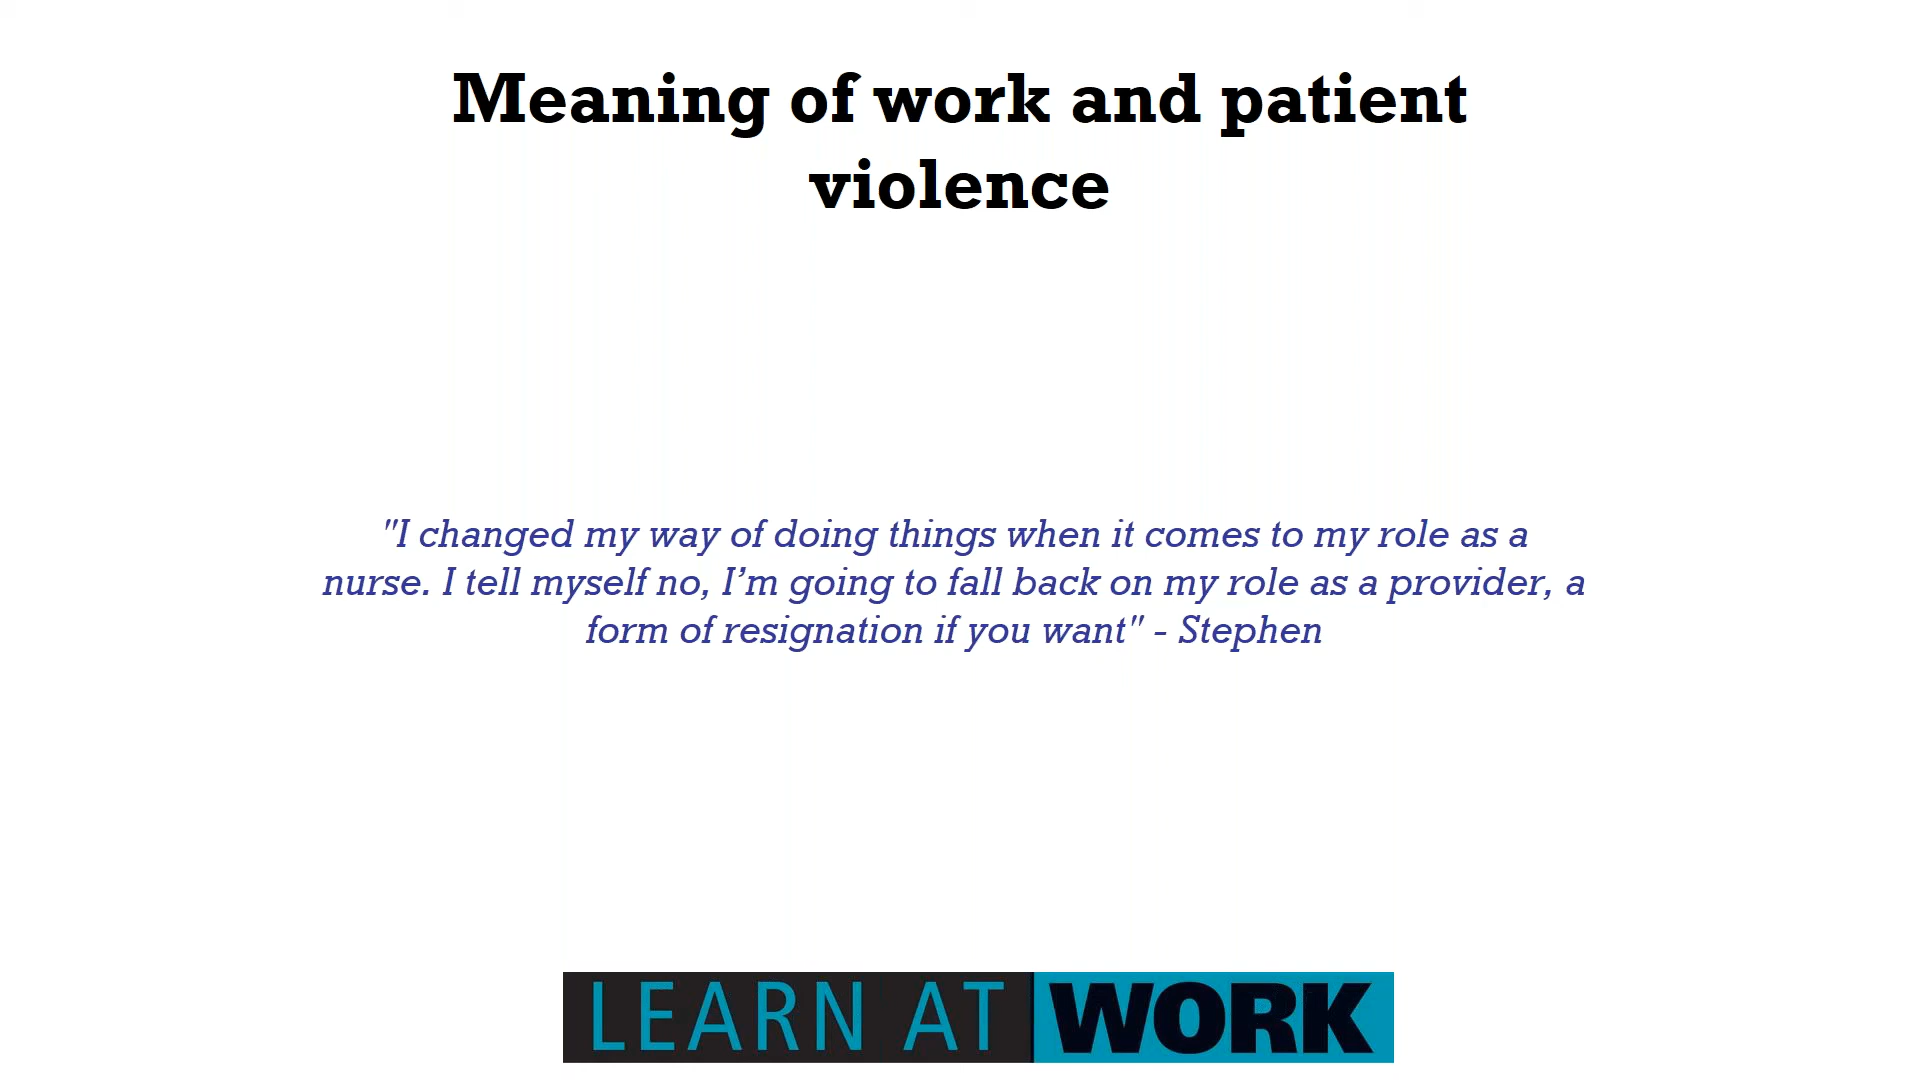 Meaning of work and patient
violence
"I changed my way of doing things when it comes to my role as a
nurse. I tell myself no, I’m going to fall back on my role as a provider, a
form of resignation if you want" - Stephen
LEARN AT WORK